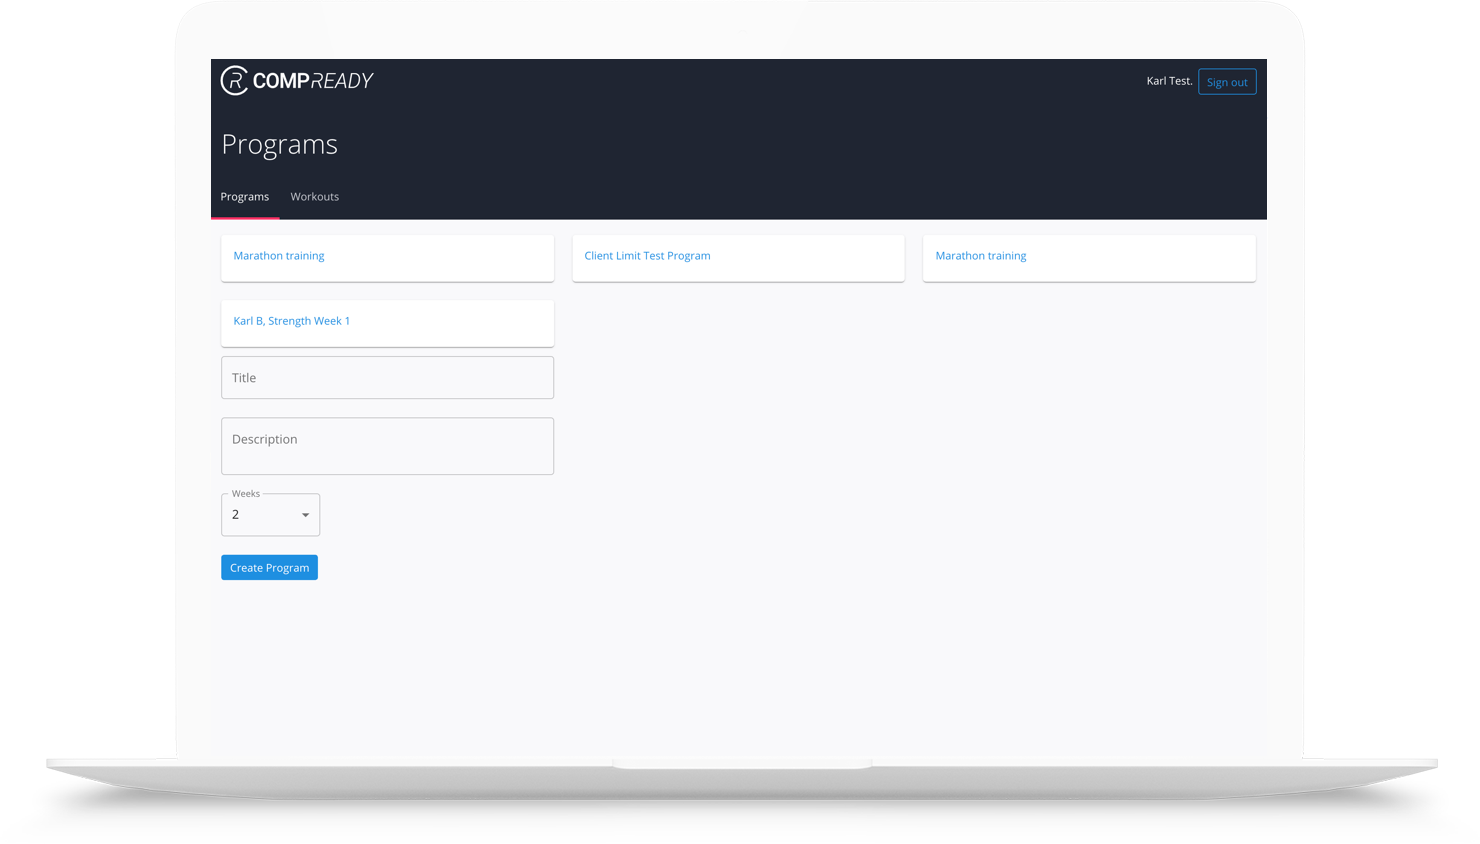 R COMPREADY
Karl Test. Sign out
Programs
Programs Workouts
Marathon training
Client Limit Test Program
Marathon training
Karl B, Strength Week 1
Title
Description
Weeks
2
Create Program